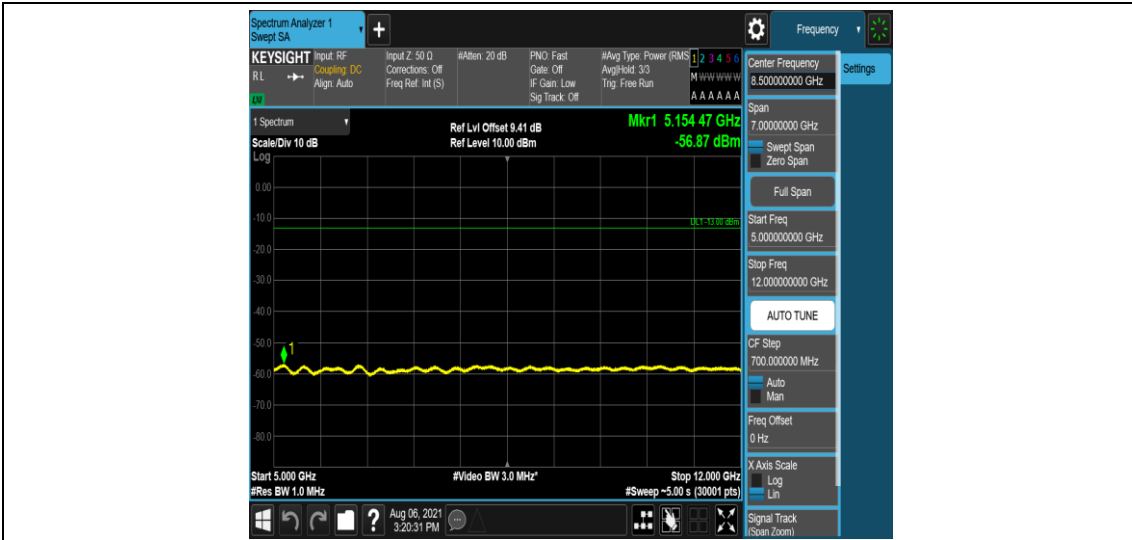 Spectrum Analyzer 1
Swept SA
+
Frequency
KEYSIGHT
RL
LXI
Input: RF
Coupling: DC
Align: Auto
Input Z: 50 Ω
Corrections: Off
Freq Ref: Int (S)
#Atten: 20 dB
PNO: Fast
Gate: Off
IF Gain: Low
Sig Track: Off
#Avg Type: Power (RMS
Avg|Hold: 3/3
Trig: Free Run
1 2 3 4 5 6
M W W W W W
A A A A A A
1 Spectrum
Scale/Div 10 dB
Log
Ref Lvl Offset 9.41 dB
Ref Level 10.00 dBm
Mkr1 5.154 47 GHz
-56.87 dBm
0.00
-10.0
DL1 -13.00 dBm
-20.0
-30.0
-40.0
-50.0
1
-60.0
-70.0
-80.0
Start 5.000 GHz
#Res BW 1.0 MHz
#Video BW 3.0 MHz*
Stop 12.000 GHz
#Sweep ~5.00 s (30001 pts)
?
Aug 06, 2021
3:20:31 PM
Center Frequency
8.500000000 GHz
Settings
Span
7.00000000 GHz
Swept Span
Zero Span
Full Span
Start Freq
5.000000000 GHz
Stop Freq
12.000000000 GHz
AUTO TUNE
CF Step
700.000000 MHz
Auto
Man
Freq Offset
0 Hz
X Axis Scale
Log
Lin
Signal Track
(Span Zoom)